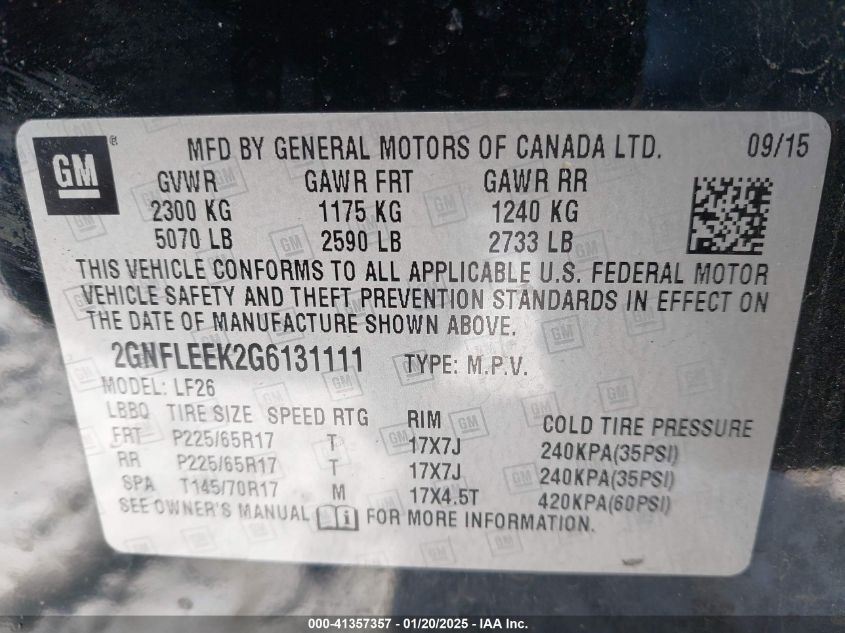 GM ® MFD BY GENERAL MOTORS OF CANADA LTD. 09/15
GVWR GAWR FRT GAWR RR
2300 KG 1175 KG 1240 KG
5070 LB 2590 LB 2733 LB
THIS VEHICLE CONFORMS TO ALL APPLICABLE U.S. FEDERAL MOTOR
VEHICLE SAFETY AND THEFT PREVENTION STANDARDS IN EFFECT ON
THE DATE OF MANUFACTURE SHOWN ABOVE.
2GNFLEEK2G6131111 TYPE: M.P.V.
MODEL: LF26
LBBQ TIRE SIZE SPEED RTG RIM COLD TIRE PRESSURE
FRT P225/65R17 T 17X7J 240KPA(35PSI)
RR P225/65R17 T 17X7J 240KPA(35PSI)
SPA T145/70R17 M 17X4.5T 420KPA(60PSI)
SEE OWNER'S MANUAL FOR MORE INFORMATION.
000-41357357 - 01/20/2025 - IAA Inc.